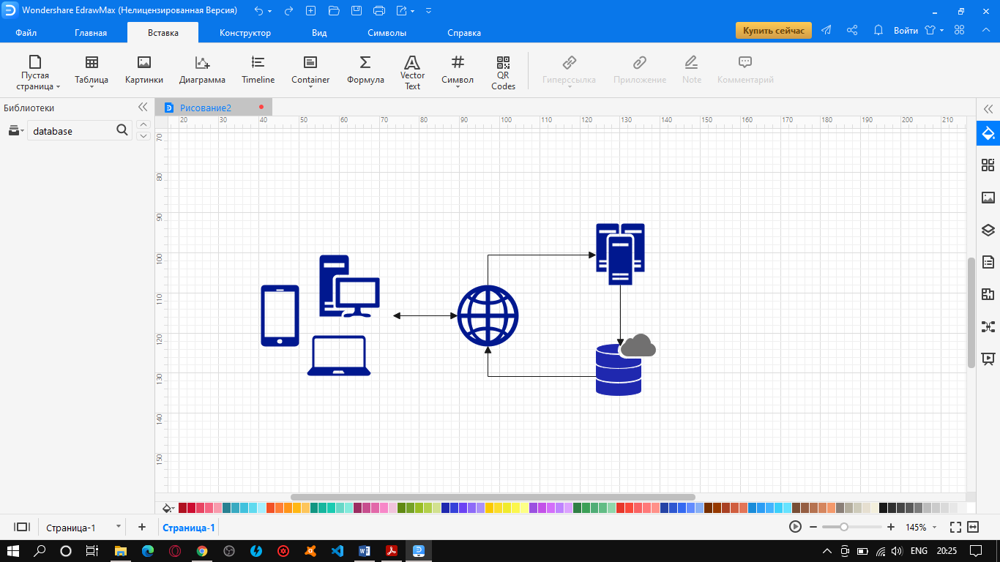 Wondershare EdrawMax (Нелицензированная Версия)
Файл Главная Вставка Конструктор Вид Символы Справка Купить сейчас Войти
Пустая страница Таблица Картинки Диаграмма Timeline Container Формула Vector Text Символ QR Codes Гиперссылка Приложение Note Комментарий
Библиотеки
Рисование2
database
20 30 40 50 60 70 80 90 100 110 120 130 140 150 160 170 180 190 200 210
70
80
90
100
110
120
130
140
150
Страница-1
Страница-1
145%
ENG 20:25